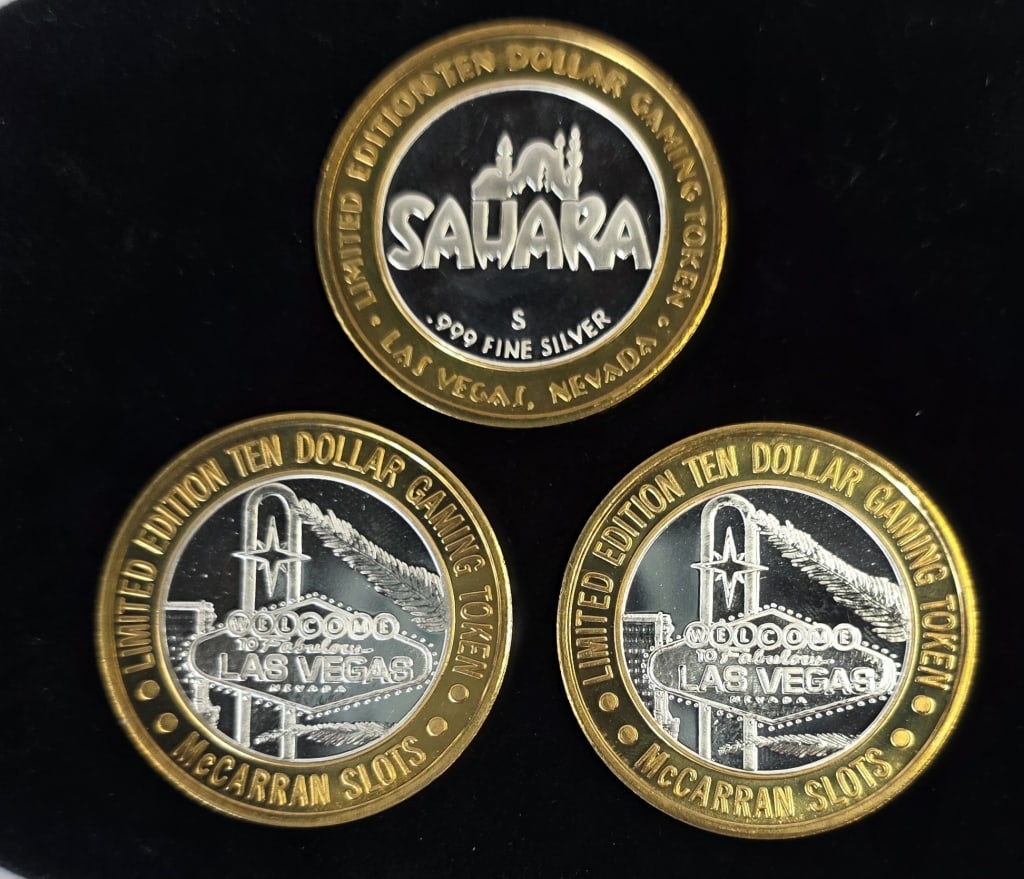 LIMITED EDITION TEN DOLLAR GAMING TOKEN
SAHARA
S
.999 FINE SILVER
• LAS VEGAS, NEVADA •
LIMITED EDITION TEN DOLLAR GAMING TOKEN
WELCOME
TO Fabulous
LAS VEGAS
NEVADA
• • McCARRAN SLOTS • •
LIMITED EDITION TEN DOLLAR GAMING TOKEN
WELCOME
TO Fabulous
LAS VEGAS
NEVADA
• • McCARRAN SLOTS • •